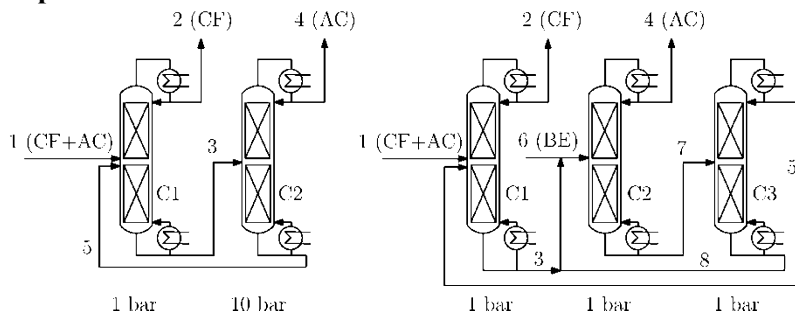 2 (CF)
4 (AC)
1 (CF+AC)
3
C1
C2
5
1 bar
10 bar
2 (CF)
4 (AC)
1 (CF+AC)
6 (BE)
7
5
C1
C2
C3
3
8
1 bar
1 bar
1 bar